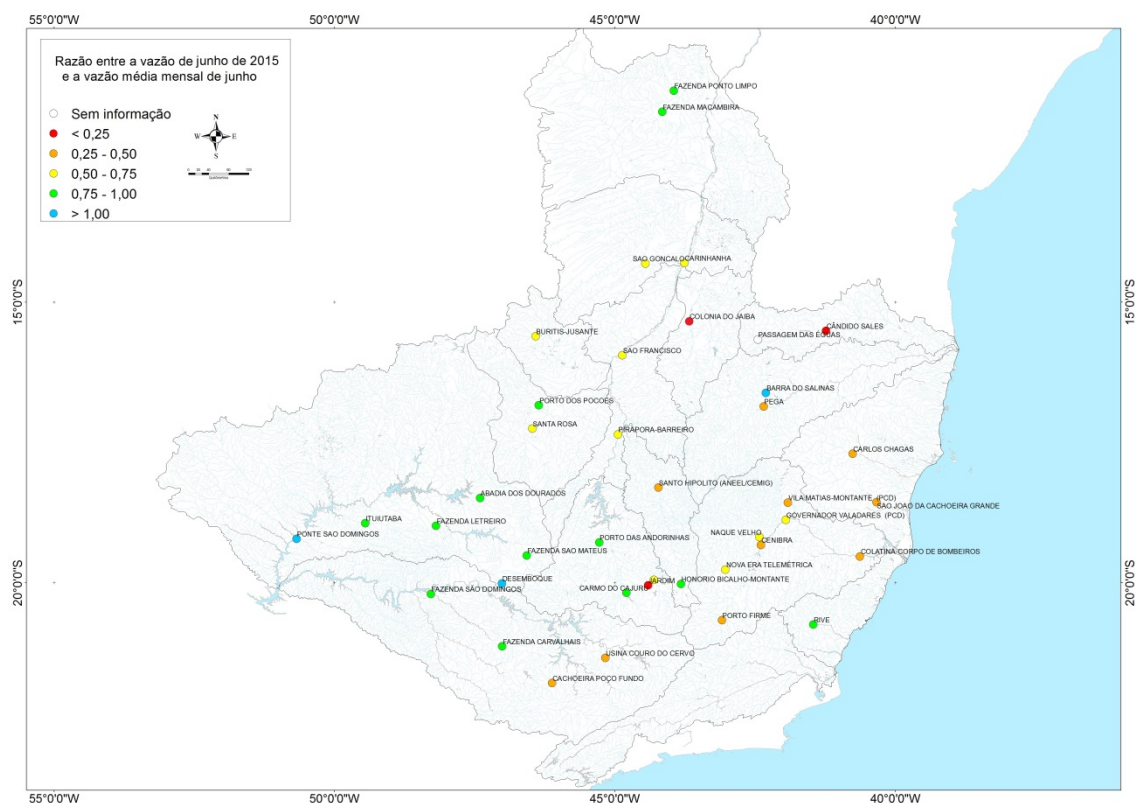 55°0'0"O
50°0'0"O
45°0'0"O
40°0'0"O
Razão entre a vazão de junho de 2015
e a vazão média mensal de junho
Sem informação
< 0,25
0,25 - 0,50
0,50 - 0,75
0,75 - 1,00
> 1,00
N
W
E
S
FAZENDA PONTO LIMPO
FAZENDA MACAMBIRA
SAO GONCALO
CARINHANHA
15°0'0"S
15°0'0"S
COLONIA DO JAIBA
CÂNDIDO SALES
PASSAGEM DAS ÉGUAS
BURITIS-JUSANTE
SAO FRANCISCO
BARRA DO SALINAS
PEGA
PORTO DOS POCOES
SANTA ROSA
PIRAPORA-BARREIRO
CARLOS CHAGAS
SANTO HIPOLITO (ANEEL/CEMIG)
ABADIA DOS DOURADOS
VILA MATIAS-MONTANTE (PCD)
SAO JOAO DA CACHOEIRA GRANDE
GOVERNADOR VALADARES (PCD)
ITUIUTABA
FAZENDA LETREIRO
PONTE SAO DOMINGOS
PORTO DAS ANDORINHAS
NAQUE VELHO
CENIBRA
FAZENDA SAO MATEUS
COLATINA CORPO DE BOMBEIROS
NOVA ERA TELEMÉTRICA
20°0'0"S
20°0'0"S
DESEMBOQUE
JARDIM
HONORIO BICALHO-MONTANTE
CARMO DO CAJURU
FAZENDA SÃO DOMINGOS
PORTO FIRME
RIVE
FAZENDA CARVALHAIS
USINA COURO DO CERVO
CACHOEIRA POÇO FUNDO
55°0'0"O
50°0'0"O
45°0'0"O
40°0'0"O